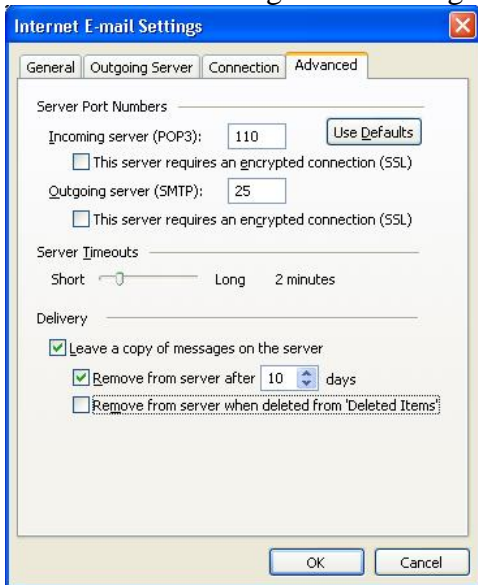 Internet E-mail Settings
General Outgoing Server Connection Advanced
Server Port Numbers
Incoming server (POP3): 110 Use Defaults
This server requires an encrypted connection (SSL)
Outgoing server (SMTP): 25
This server requires an encrypted connection (SSL)
Server Timeouts
Short Long 2 minutes
Delivery
Leave a copy of messages on the server
Remove from server after 10 days
Remove from server when deleted from 'Deleted Items'
OK Cancel